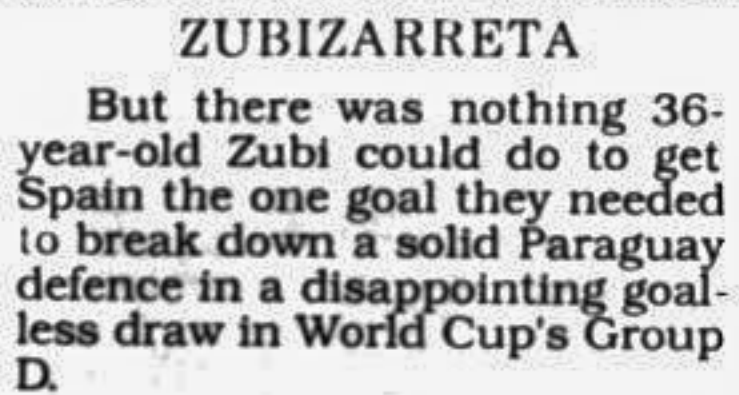 ZUBIZARRETA
But there was nothing 36-
year-old Zubi could do to get
Spain the one goal they needed
to break down a solid Paraguay
defence in a disappointing goal-
less draw in World Cup's Group
D.